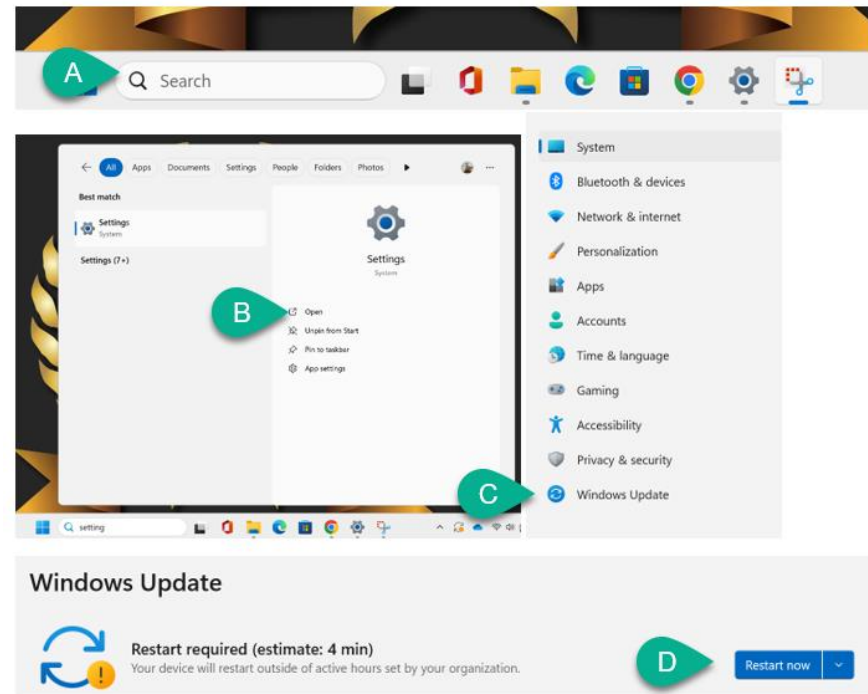 A
Search
All Apps Documents Settings People Folders Photos
Best match
Settings
System
Settings (7+)
Settings
System
B
Open
Unpin from Start
Pin to taskbar
App settings
setting
System
Bluetooth & devices
Network & internet
Personalization
Apps
Accounts
Time & language
Gaming
Accessibility
Privacy & security
C
Windows Update
Windows Update
Restart required (estimate: 4 min)
Your device will restart outside of active hours set by your organization.
D
Restart now